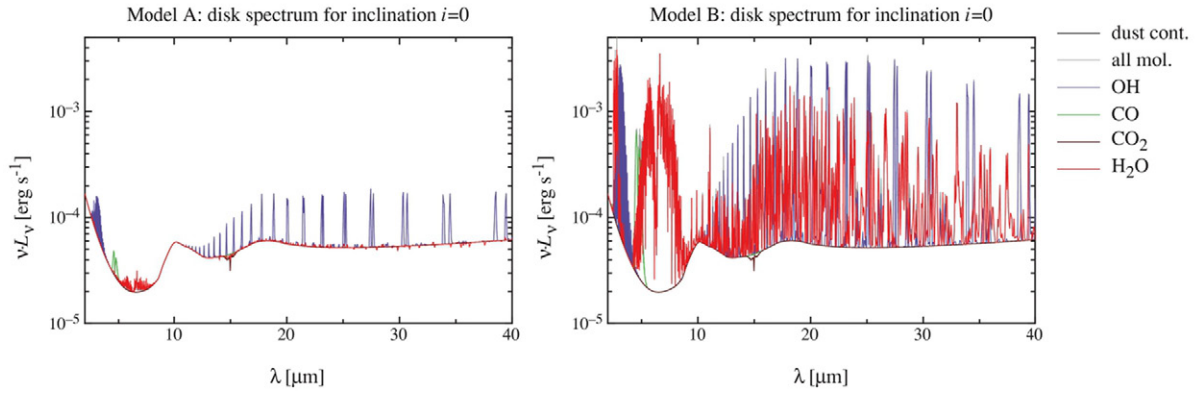 Model A: disk spectrum for inclination i=0
Model B: disk spectrum for inclination i=0
dust cont.
all mol.
OH
CO
CO₂
H₂O
νLᵥ [erg s⁻¹]
10⁻³
10⁻⁴
10⁻⁵
10 20 30 40
λ [μm]
νLᵥ [erg s⁻¹]
10⁻³
10⁻⁴
10⁻⁵
10 20 30 40
λ [μm]